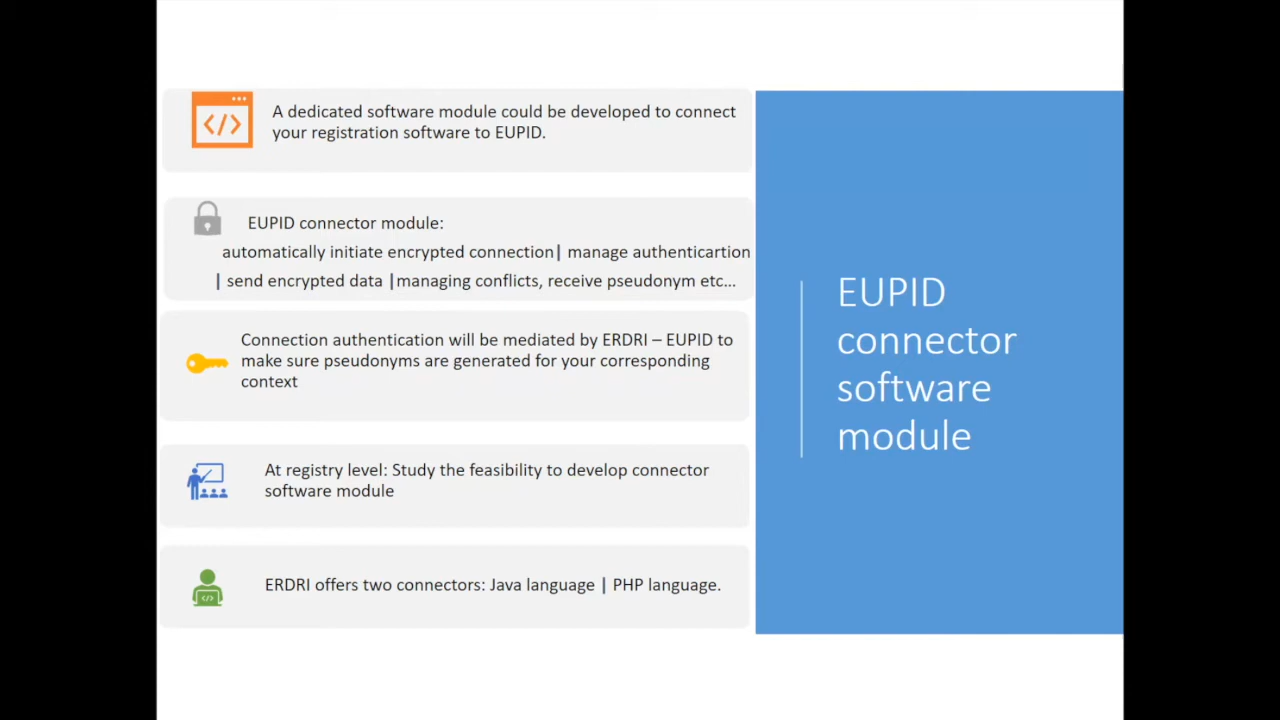 A dedicated software module could be developed to connect
your registration software to EUPID.
EUPID connector module:
automatically initiate encrypted connection| manage authenticartion
| send encrypted data |managing conflicts, receive pseudonym etc...
Connection authentication will be mediated by ERDRI – EUPID to
make sure pseudonyms are generated for your corresponding
context
At registry level: Study the feasibility to develop connector
software module
ERDRI offers two connectors: Java language | PHP language.
EUPID
connector
software
module